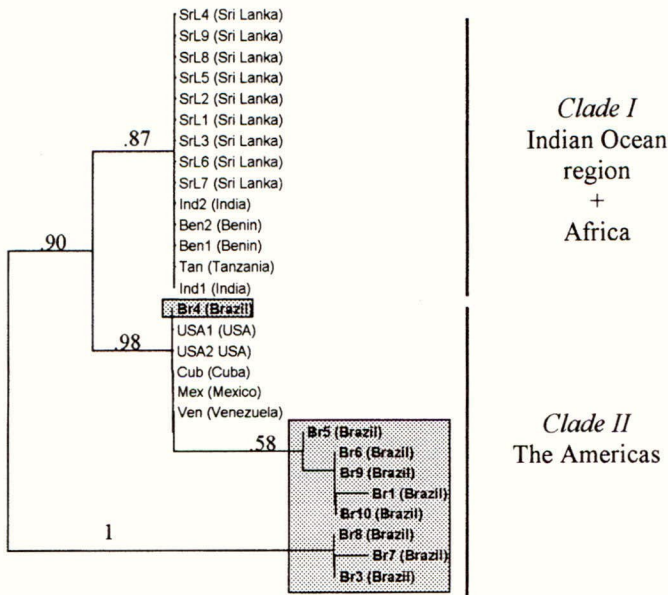 SrL4 (Sri Lanka)
SrL9 (Sri Lanka)
SrL8 (Sri Lanka)
SrL5 (Sri Lanka)
SrL2 (Sri Lanka)
SrL1 (Sri Lanka)
SrL3 (Sri Lanka)
SrL6 (Sri Lanka)
SrL7 (Sri Lanka)
Ind2 (India)
Ben2 (Benin)
Ben1 (Benin)
Tan (Tanzania)
Ind1 (India)
Br4 (Brazil)
USA1 (USA)
USA2 USA)
Cub (Cuba)
Mex (Mexico)
Ven (Venezuela)
Br5 (Brazil)
Br6 (Brazil)
Br9 (Brazil)
Br1 (Brazil)
Br10 (Brazil)
Br8 (Brazil)
Br7 (Brazil)
Br3 (Brazil)
.87
.90
.98
.58
1
Clade I
Indian Ocean
region
+
Africa
Clade II
The Americas